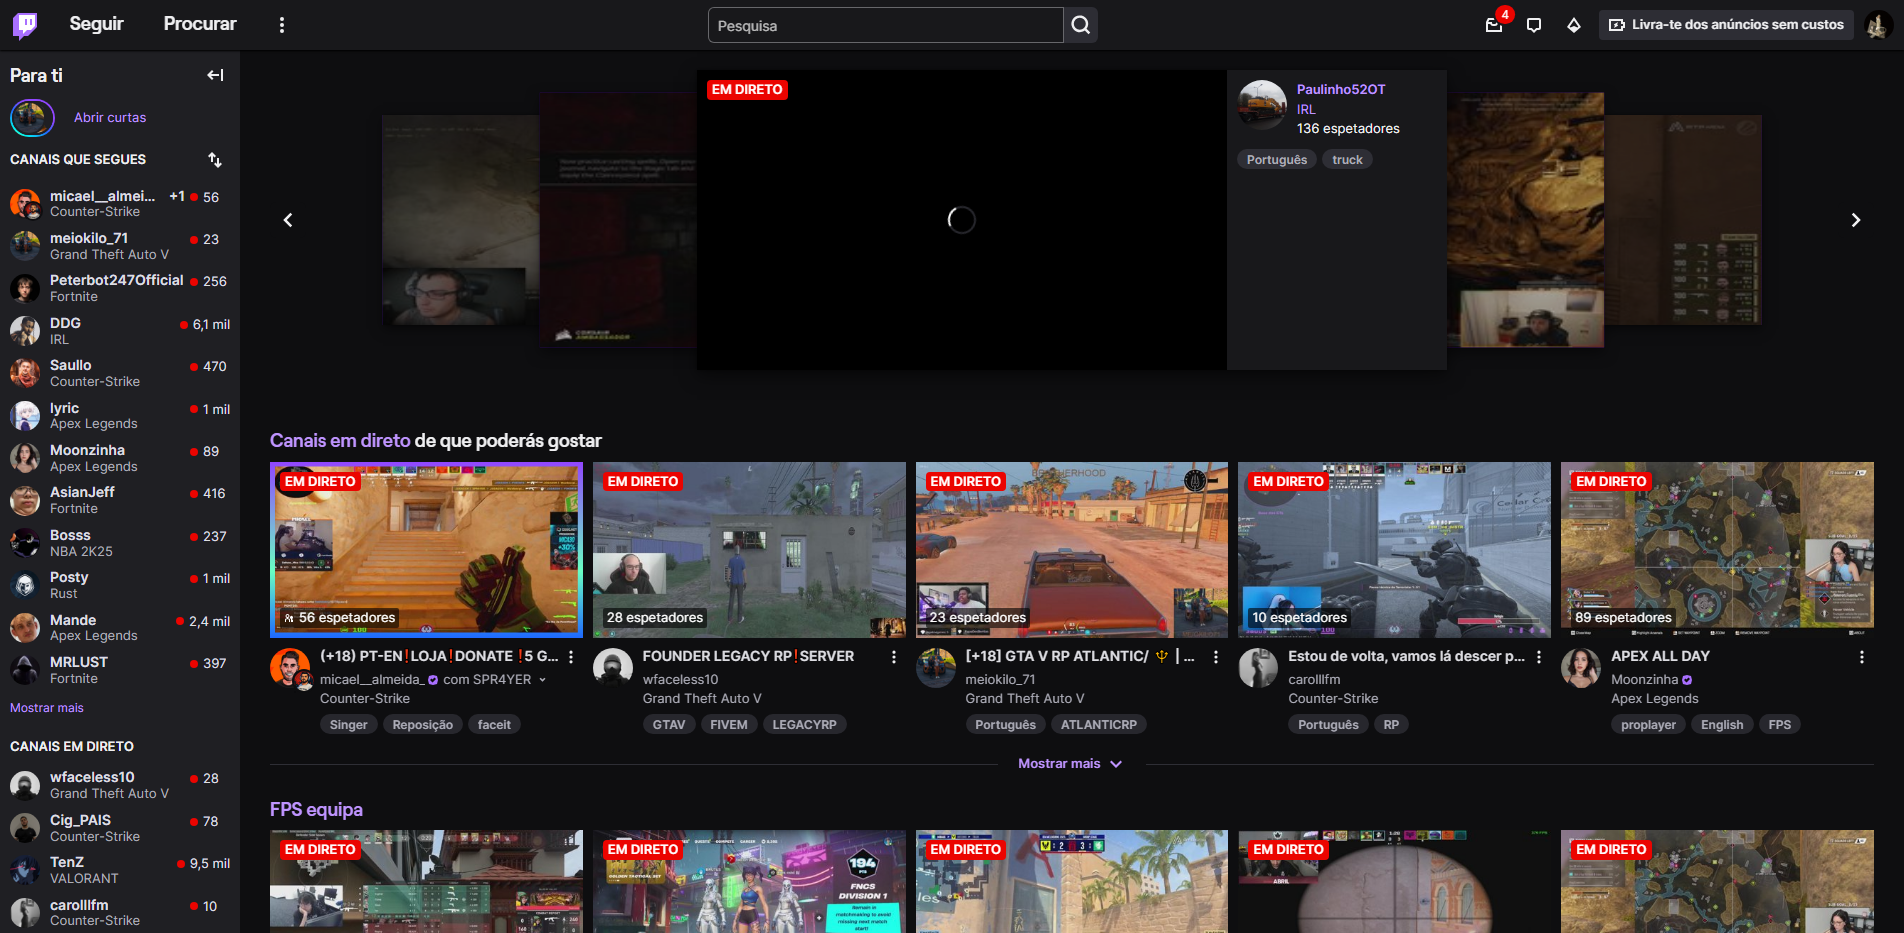 Seguir
Procurar
Pesquisa
4
Livra-te dos anúncios sem custos
Para ti
Abrir curtas
CANAIS QUE SEGUES
micael__almei... +1 56
Counter-Strike
meiokilo_71 23
Grand Theft Auto V
Peterbot247Official 256
Fortnite
DDG 6,1 mil
IRL
Saullo 470
Counter-Strike
lyric 1 mil
Apex Legends
Moonzinha 89
Apex Legends
AsianJeff 416
Fortnite
Bosss 237
NBA 2K25
Posty 1 mil
Rust
Mande 2,4 mil
Apex Legends
MRLUST 397
Fortnite
Mostrar mais
CANAIS EM DIRETO
wfaceless10 28
Grand Theft Auto V
Cig_PAIS 78
Counter-Strike
TenZ 9,5 mil
VALORANT
carolllfm 10
Counter-Strike
EM DIRETO
Paulinho52OT
IRL
136 espetadores
Português truck
Canais em direto de que poderás gostar
EM DIRETO
56 espetadores
(+18) PT-EN❗LOJA❗DONATE ❗5 G...
micael__almeida_ com SPR4YER
Counter-Strike
Singer Reposição faceit
EM DIRETO
28 espetadores
FOUNDER LEGACY RP❗SERVER
wfaceless10
Grand Theft Auto V
GTAV FIVEM LEGACYRP
EM DIRETO
BROTHERHOOD
23 espetadores
[+18] GTA V RP ATLANTIC/ 🔱 | ...
meiokilo_71
Grand Theft Auto V
Português ATLANTICRP
EM DIRETO
10 espetadores
Estou de volta, vamos lá descer p...
carolllfm
Counter-Strike
Português RP
EM DIRETO
89 espetadores
APEX ALL DAY
Moonzinha
Apex Legends
proplayer English FPS
Mostrar mais
FPS equipa
EM DIRETO
EM DIRETO
194
PTS
FNCS
DIVISION 1
EM DIRETO
2 3
EM DIRETO
ABRIL
EM DIRETO